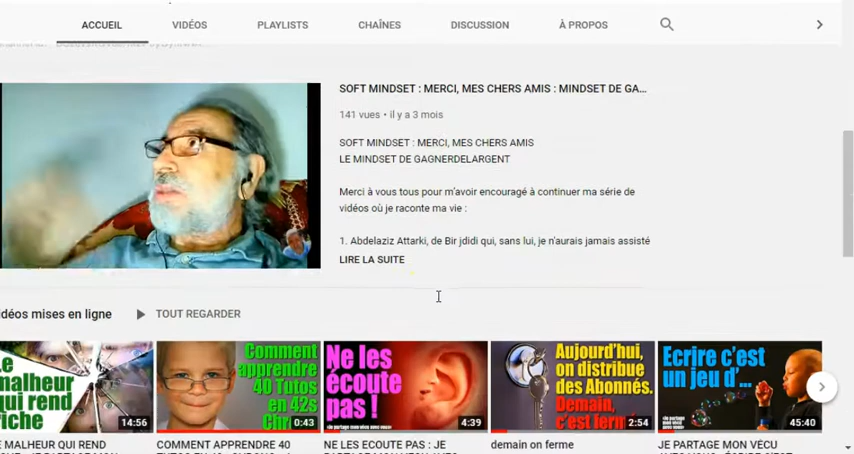 ACCUEIL VIDÉOS PLAYLISTS CHAÎNES DISCUSSION À PROPOS
SOFT MINDSET : MERCI, MES CHERS AMIS : MINDSET DE GA...
141 vues • il y a 3 mois
SOFT MINDSET : MERCI, MES CHERS AMIS
LE MINDSET DE GAGNERDELARGENT
Merci à vous tous pour m'avoir encouragé à continuer ma série de
vidéos où je raconte ma vie :
1. Abdelaziz Attarki, de Bir jdidi qui, sans lui, je n'aurais jamais assisté
LIRE LA SUITE
idéos mises en ligne TOUT REGARDER
Le
malheur
qui rend
riche
14:56
Comment
apprendre
40 Tutos
en 42s
Chr
0:43
Ne les
écoute
pas !
4:39
Aujourd'hui,
on distribue
des Abonnés.
Demain,
c'est fermé
2:54
Ecrire c'est
un jeu d'...
45:40
E MALHEUR QUI REND
COMMENT APPRENDRE 40
NE LES ECOUTE PAS : JE
demain on ferme
JE PARTAGE MON VÉCU